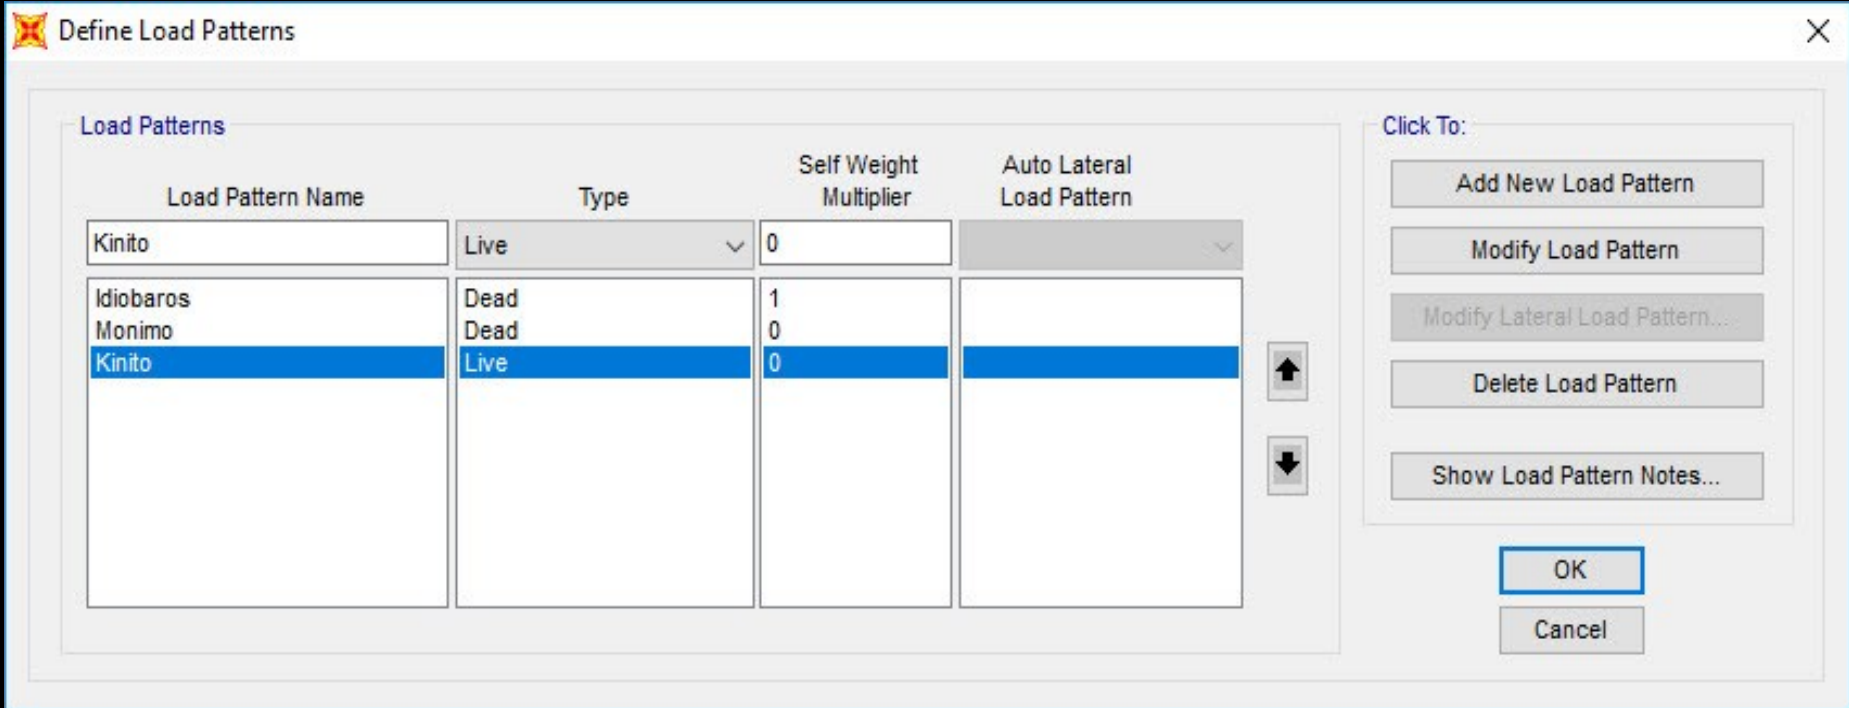 Define Load Patterns
Load Patterns
Click To:
Load Pattern Name
Type
Self Weight
Multiplier
Auto Lateral
Load Pattern
Kinito
Live
0
Idiobaros Dead 1
Monimo Dead 0
Kinito Live 0
Add New Load Pattern
Modify Load Pattern
Modify Lateral Load Pattern...
Delete Load Pattern
Show Load Pattern Notes...
OK
Cancel